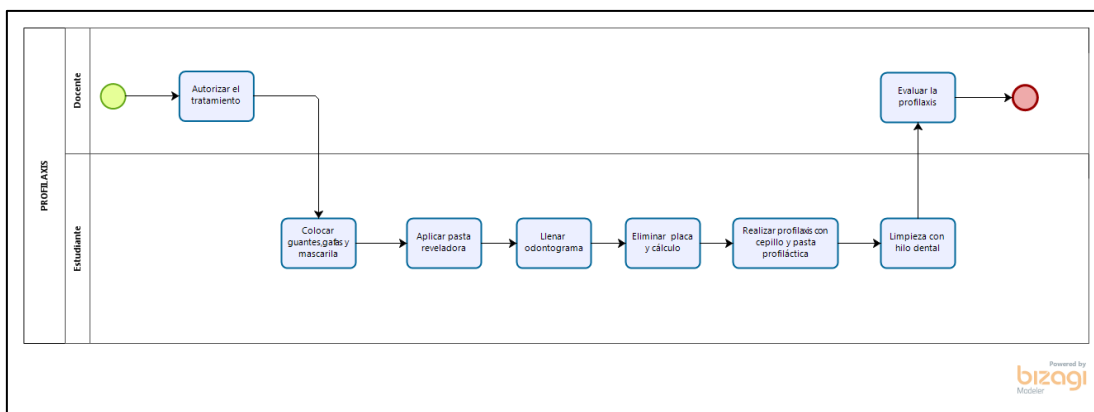 PROFILAXIS
Docente
Autorizar el
tratamiento
Evaluar la
profilaxis
Estudiante
Colocar
guantes,gafas y
mascarila
Aplicar pasta
reveladora
Llenar
odontograma
Eliminar placa
y cálculo
Realizar profilaxis con
cepillo y pasta
profiláctica
Limpieza con
hilo dental
Powered by
bizagi
Modeler